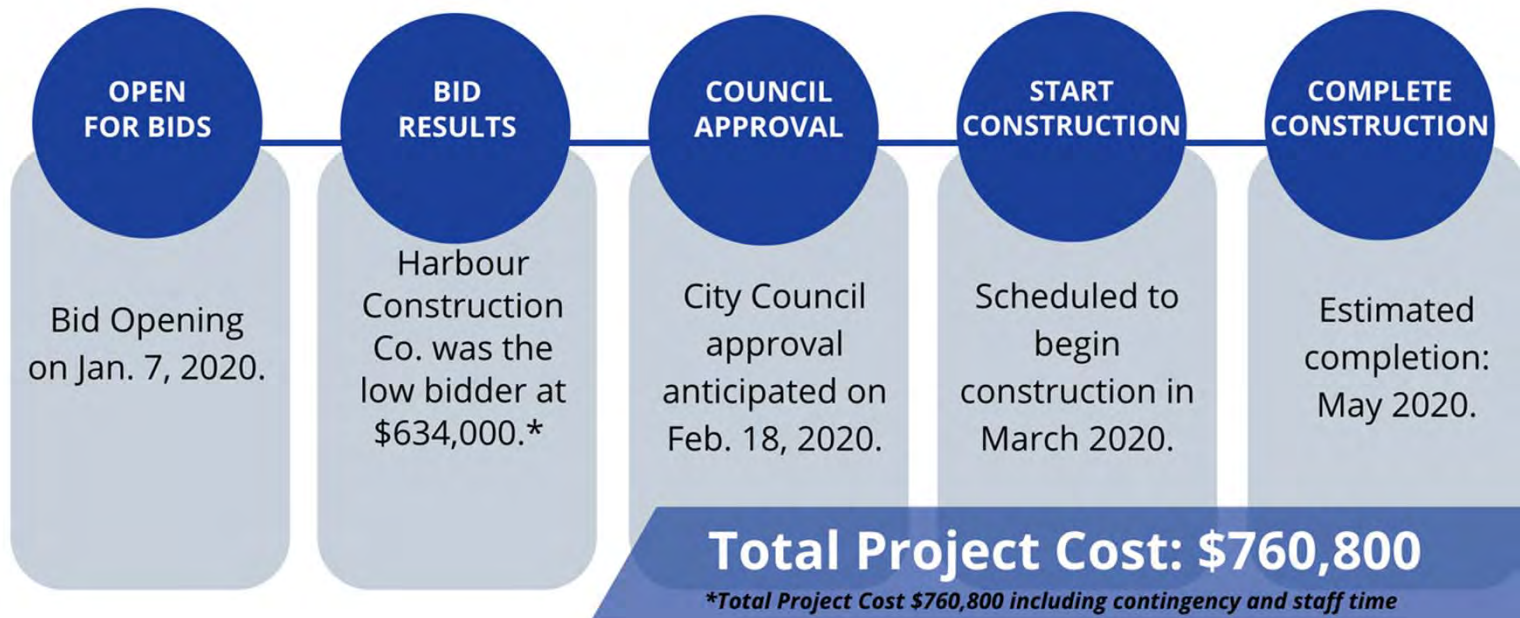 OPEN
FOR BIDS
Bid Opening
on Jan. 7, 2020.
BID
RESULTS
Harbour
Construction
Co. was the
low bidder at
$634,000.*
COUNCIL
APPROVAL
City Council
approval
anticipated on
Feb. 18, 2020.
START
CONSTRUCTION
Scheduled to
begin
construction in
March 2020.
COMPLETE
CONSTRUCTION
Estimated
completion:
May 2020.
Total Project Cost: $760,800
*Total Project Cost $760,800 including contingency and staff time